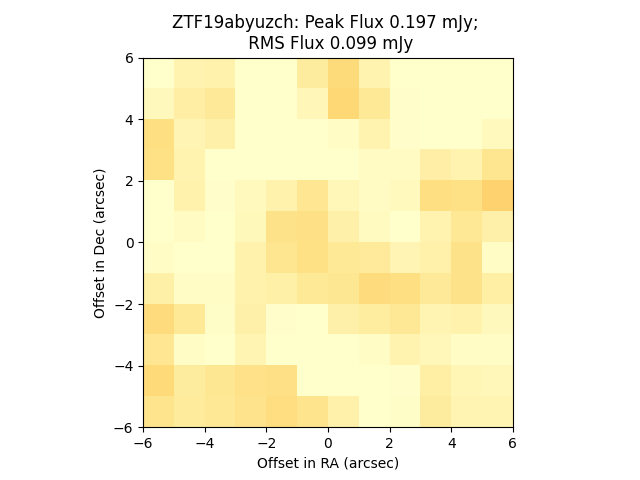 ZTF19abyuzch: Peak Flux 0.197 mJy;
RMS Flux 0.099 mJy
6
4
2
0
−2
−4
−6
Offset in Dec (arcsec)
−6 −4 −2 0 2 4 6
Offset in RA (arcsec)